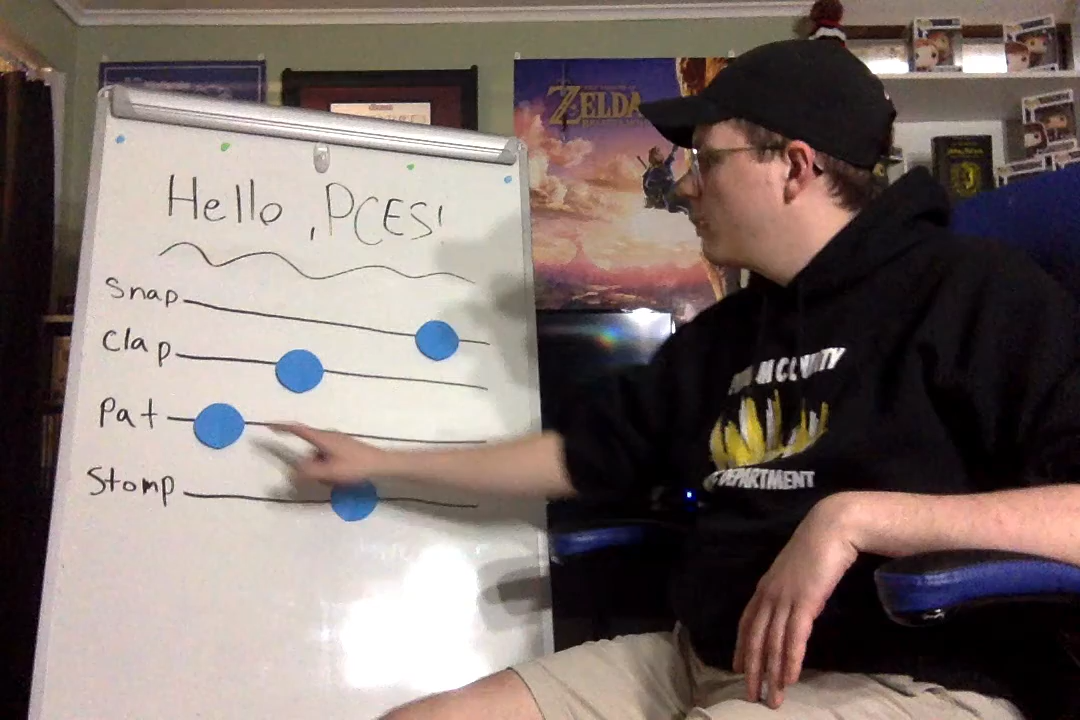 Hello, PCES!
Snap
Clap
Pat
Stomp
ZELDA
DEPARTMENT